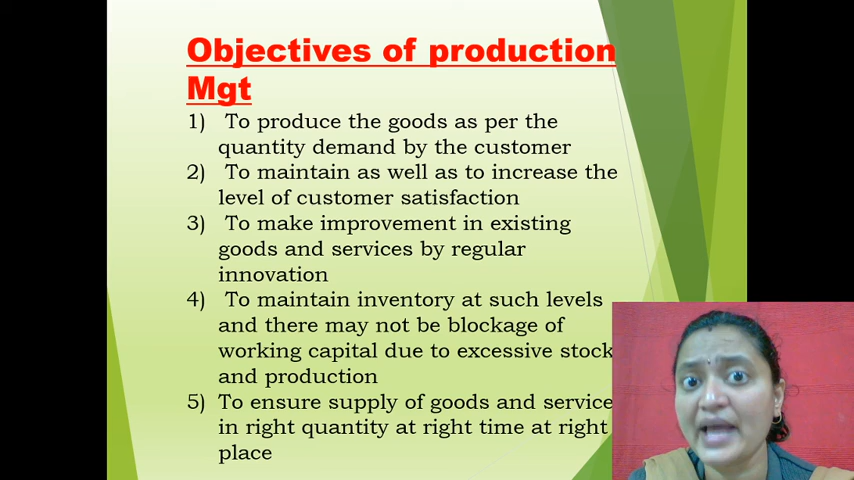 Objectives of production
Mgt
1) To produce the goods as per the
quantity demand by the customer
2) To maintain as well as to increase the
level of customer satisfaction
3) To make improvement in existing
goods and services by regular
innovation
4) To maintain inventory at such levels
and there may not be blockage of
working capital due to excessive stock
and production
5) To ensure supply of goods and service
in right quantity at right time at right
place